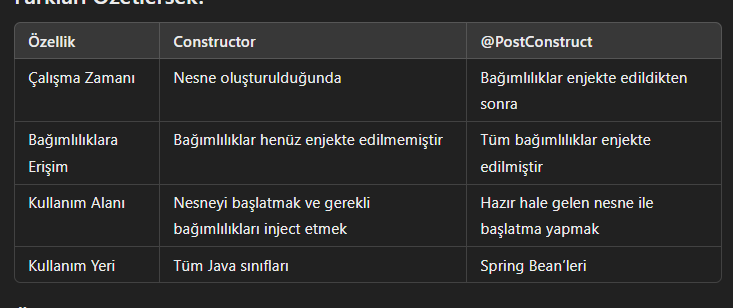 Farkları Özetlersek:
Özellik Constructor @PostConstruct
Çalışma Zamanı Nesne oluşturulduğunda Bağımlılıklar enjekte edildikten
sonra
Bağımlılıklara Bağımlılıklar henüz enjekte edilmemiştir Tüm bağımlılıklar enjekte
Erişim edilmiştir
Kullanım Alanı Nesneyi başlatmak ve gerekli Hazır hale gelen nesne ile
bağımlılıkları inject etmek başlatma yapmak
Kullanım Yeri Tüm Java sınıfları Spring Bean'leri